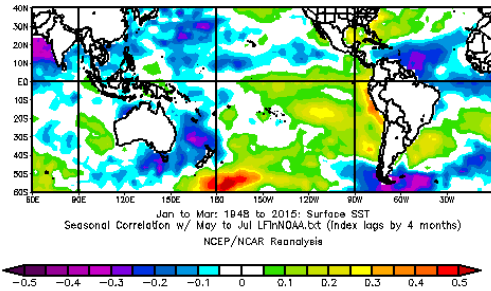 40N
30N
20N
10N
EQ
10S
20S
30S
40S
50S
60S
60E 90E 120E 150E 180 150W 120W 90W 60W 30W
Jan to Mar: 1948 to 2015: Surface SST
Seasonal Correlation w/ May to Jul LFInNOAA.txt (Index lags by 4 months)
NCEP/NCAR Reanalysis
-0.5 -0.4 -0.3 -0.2 -0.1 0 0.1 0.2 0.3 0.4 0.5